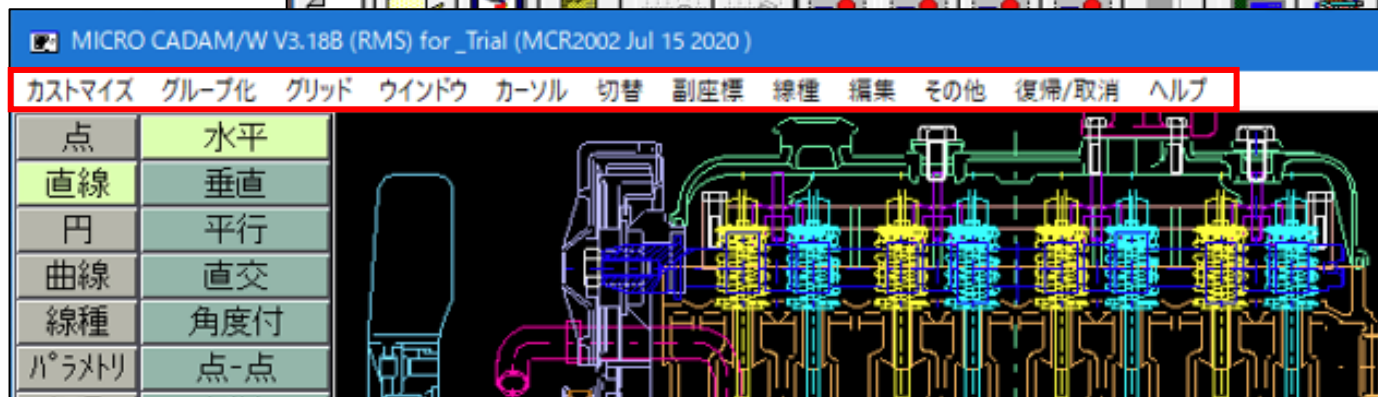 MICRO CADAM/W V3.18B (RMS) for _Trial (MCR2002 Jul 15 2020 )
カスタマイズ グループ化 グリッド ウインドウ カーソル 切替 副座標 線種 編集 その他 復帰/取消 ヘルプ
点 水平
直線 垂直
円 平行
曲線 直交
線種 角度付
パラメトリ 点-点